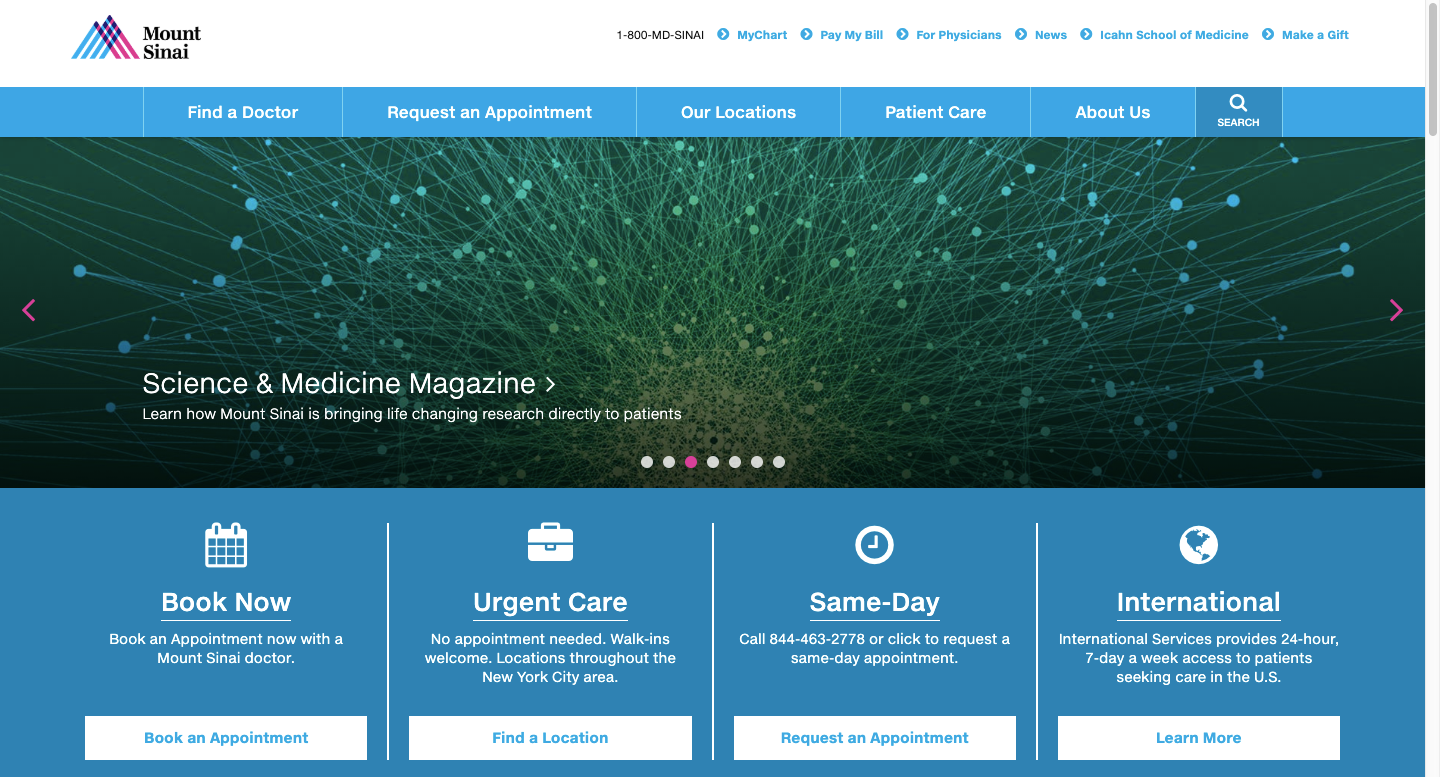 Mount
Sinai
1-800-MD-SINAI
MyChart
Pay My Bill
For Physicians
News
Icahn School of Medicine
Make a Gift
Find a Doctor
Request an Appointment
Our Locations
Patient Care
About Us
SEARCH
Science & Medicine Magazine
Learn how Mount Sinai is bringing life changing research directly to patients
Book Now
Book an Appointment now with a
Mount Sinai doctor.
Book an Appointment
Urgent Care
No appointment needed. Walk-ins
welcome. Locations throughout the
New York City area.
Find a Location
Same-Day
Call 844-463-2778 or click to request a
same-day appointment.
Request an Appointment
International
International Services provides 24-hour,
7-day a week access to patients
seeking care in the U.S.
Learn More